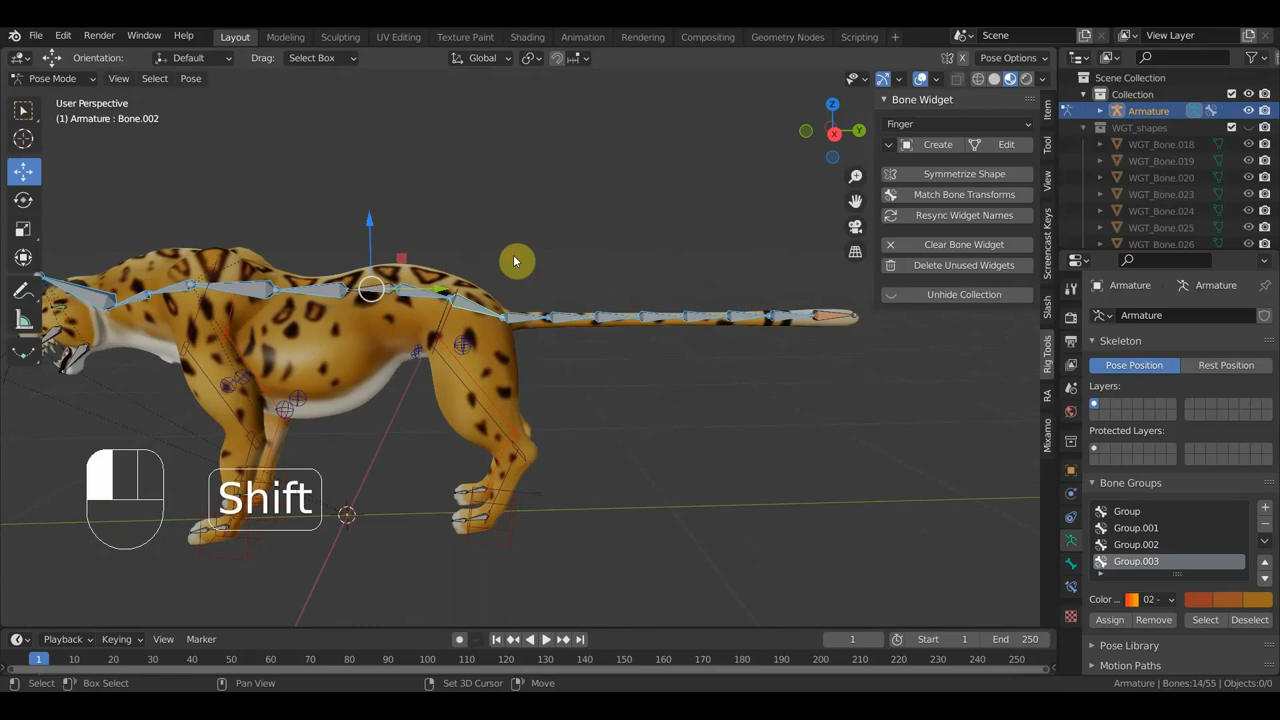 File Edit Render Window Help Layout Modeling Sculpting UV Editing Texture Paint Shading Animation Rendering Compositing Geometry Nodes Scripting + Scene View Layer
Orientation: Default Drag: Select Box Global Pose Options
Pose Mode View Select Pose
User Perspective
(1) Armature : Bone.002
Z
Y
X
Bone Widget
Finger
Create Edit
Symmetrize Shape
Match Bone Transforms
Resync Widget Names
Clear Bone Widget
Delete Unused Widgets
Unhide Collection
Item
Tool
View
Screencast Keys
Slash
Rig Tools
RA
Mixamo
Scene Collection
Collection
Armature
WGT_shapes
WGT_Bone.018
WGT_Bone.019
WGT_Bone.020
WGT_Bone.023
WGT_Bone.024
WGT_Bone.025
WGT_Bone.026
Armature Armature
Armature
Skeleton
Pose Position Rest Position
Layers:
Protected Layers:
Bone Groups
Group
Group.001
Group.002
Group.003
Color ... 02 -
Assign Remove Select Deselect
Pose Library
Motion Paths
Shift
Playback Keying View Marker 1 Start 1 End 250
1 10 20 30 40 50 60 70 80 90 100 110 120 130 140 150 160 170 180 190 200 210 220 230 240 250
Select Box Select Pan View Set 3D Cursor Move Armature | Bones:14/55 | Objects:0/0